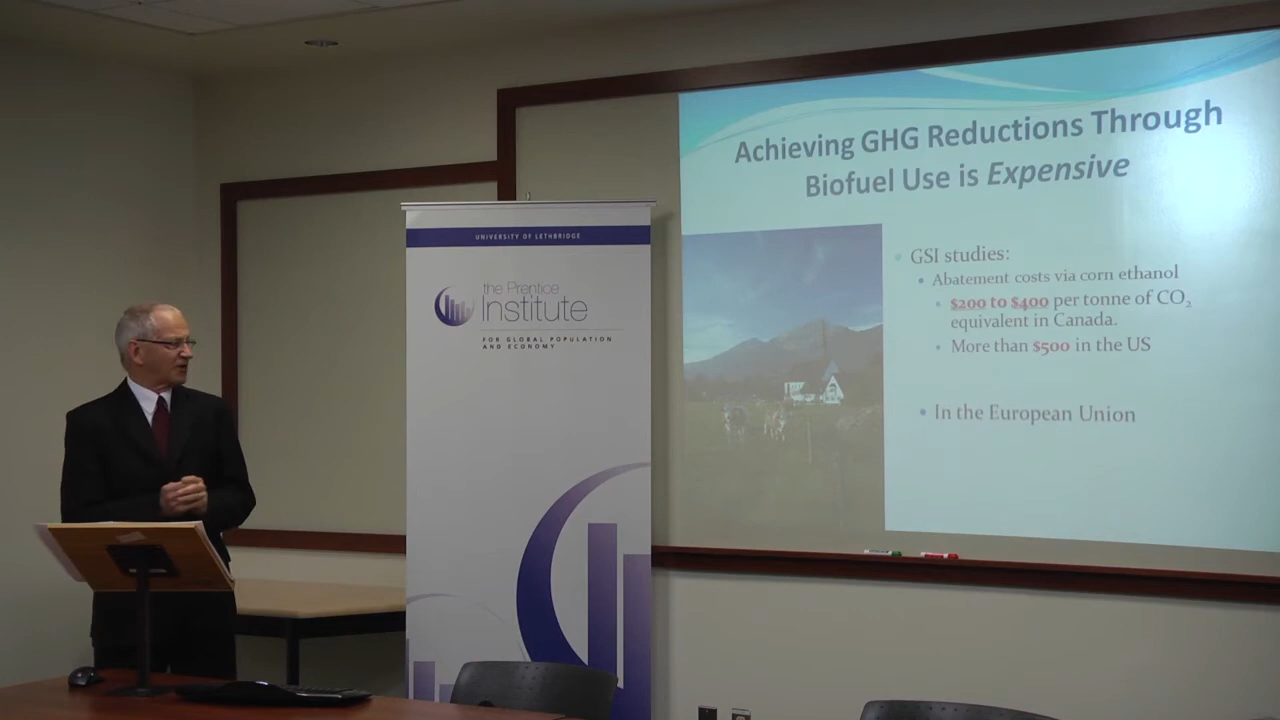 UNIVERSITY OF LETHBRIDGE
the Prentice
Institute
FOR GLOBAL POPULATION
AND ECONOMY
Achieving GHG Reductions Through
Biofuel Use is Expensive
GSI studies:
Abatement costs via corn ethanol
$200 to $400 per tonne of CO₂
equivalent in Canada.
More than $500 in the US
In the European Union